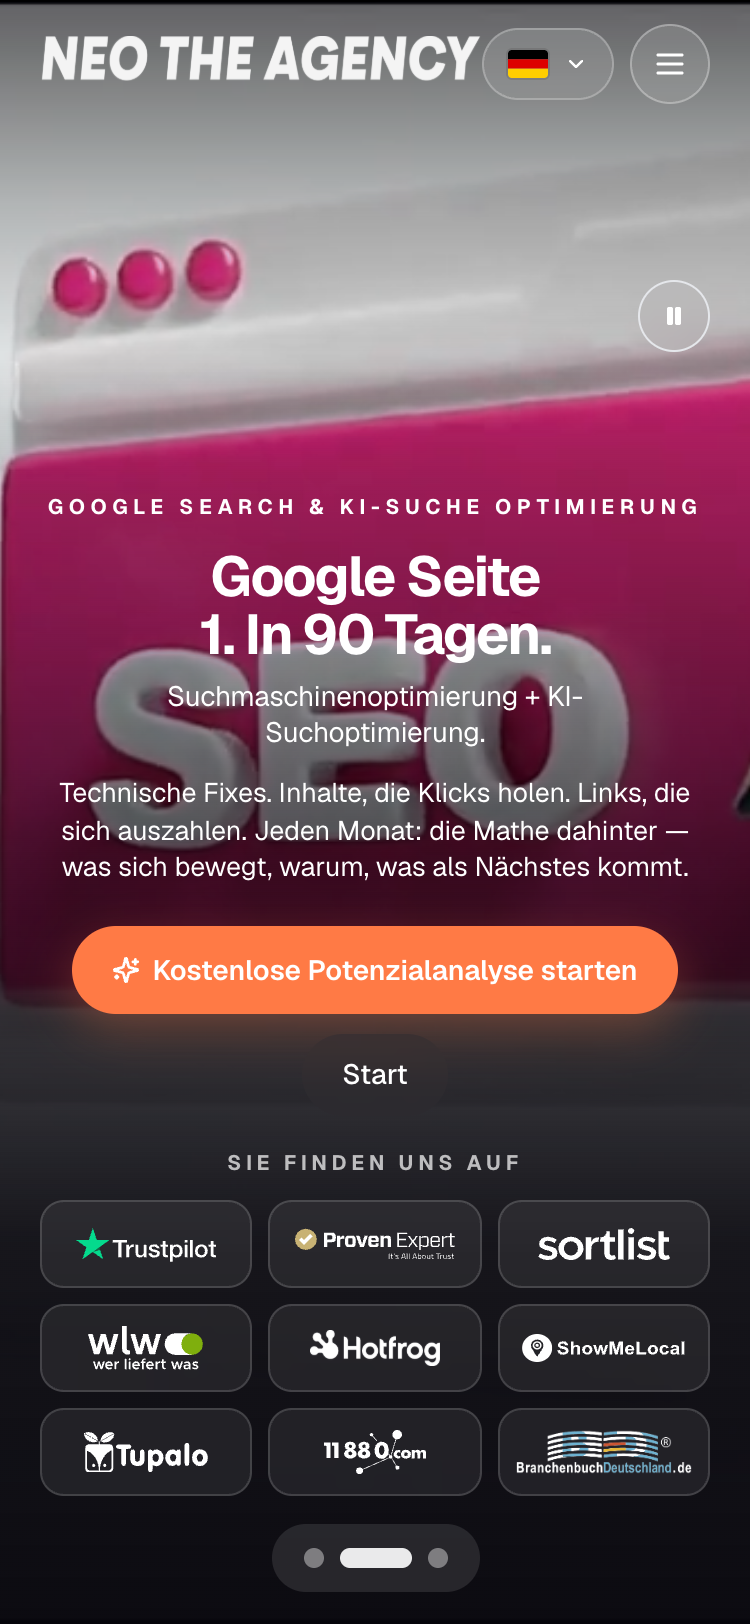 NEO THE AGENCY
GOOGLE SEARCH & KI-SUCHE OPTIMIERUNG
Google Seite
1. In 90 Tagen.
SEO
Suchmaschinenoptimierung + KI-
Suchoptimierung.
Technische Fixes. Inhalte, die Klicks holen. Links, die
sich auszahlen. Jeden Monat: die Mathe dahinter —
was sich bewegt, warum, was als Nächstes kommt.
Kostenlose Potenzialanalyse starten
Start
SIE FINDEN UNS AUF
Trustpilot
Proven Expert
It's All About Trust
sortlist
wlw
wer liefert was
Hotfrog
ShowMeLocal
Tupalo
11880.com
BranchenbuchDeutschland.de ®